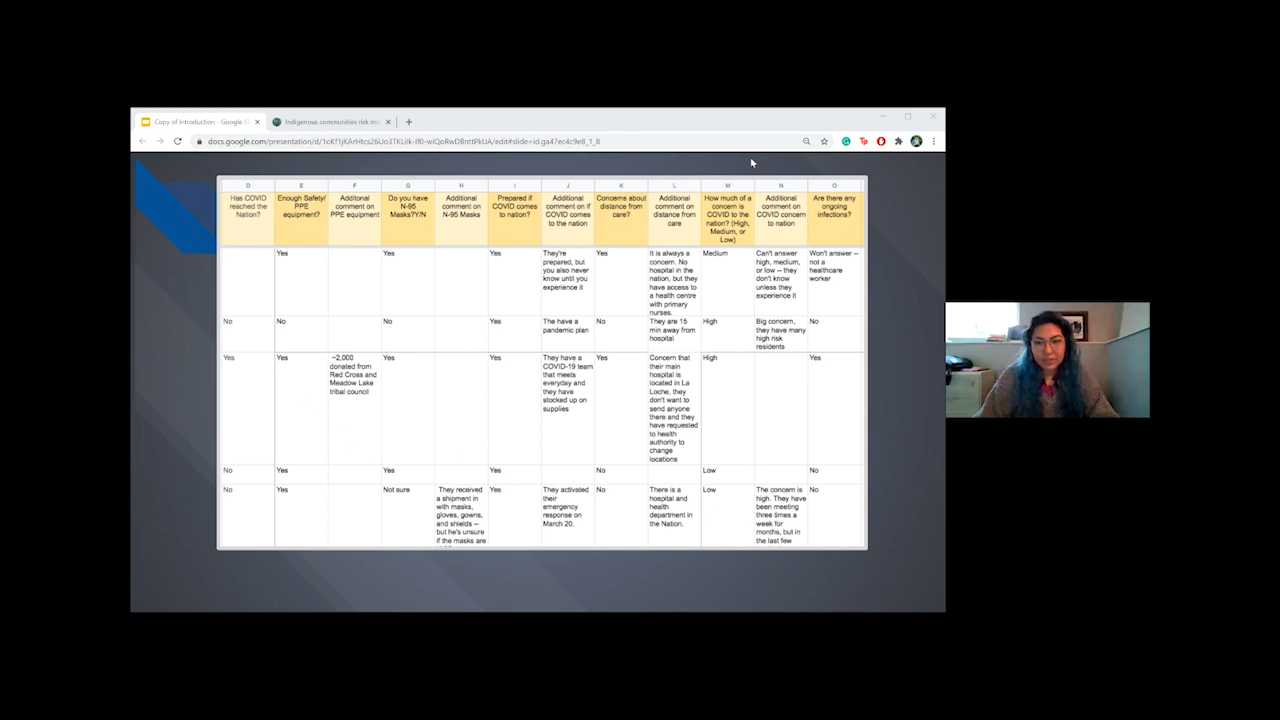 Copy of Introduction - Google Sl
Indigenous communities risk mu
docs.google.com/presentation/d/
D E F G H I J K L M N O
Has COVID
reached the
Nation?
Enough Safety/
PPE
equipment?
Additonal
comment on
PPE equipment
Do you have
N-95
Masks?Y/N
Additional
comment on
N-95 Masks
Prepared if
COVID comes
to nation?
Additional
comment on if
COVID comes
to the nation
Concerns about
distance from
care?
Additional
comment on
distance from
care
How much of a
concern is
COVID to the
nation? (High,
Medium, or
Low)
Additional
comment on
COVID concern
to nation
Are there any
ongoing
infections?
Yes
Yes
Yes
They're
prepared, but
you also never
know until you
experience it
Yes
It is always a
concern. No
hospital in the
nation, but they
have access to
a health centre
with primary
nurses.
Medium
Can't answer
high, medium,
or low -- they
don't know
unless they
experience it
Won't answer --
not a
healthcare
worker
No
No
No
Yes
The have a
pandemic plan
No
They are 15
min away from
hospital
High
Big concern,
they have many
high risk
residents
No
Yes
Yes
~2,000
donated from
Red Cross and
Meadow Lake
tribal council
Yes
Yes
They have a
COVID-19 team
that meets
everyday and
they have
stocked up on
supplies
Yes
Concern that
their main
hospital is
located in La
Loche, they
don't want to
send anyone
there and they
have requested
to health
authority to
change
locations
High
Yes
No
Yes
Yes
Yes
No
Low
No
No
Yes
Not sure
They received
a shipment in
with masks,
gloves, gowns,
and shields --
but he's unsure
if the masks are
Yes
They activated
their
emergency
response on
March 20.
No
There is a
hospital and
health
department in
the Nation.
Low
The concern is
high. They have
been meeting
three times a
week for
months, but in
the last few
No